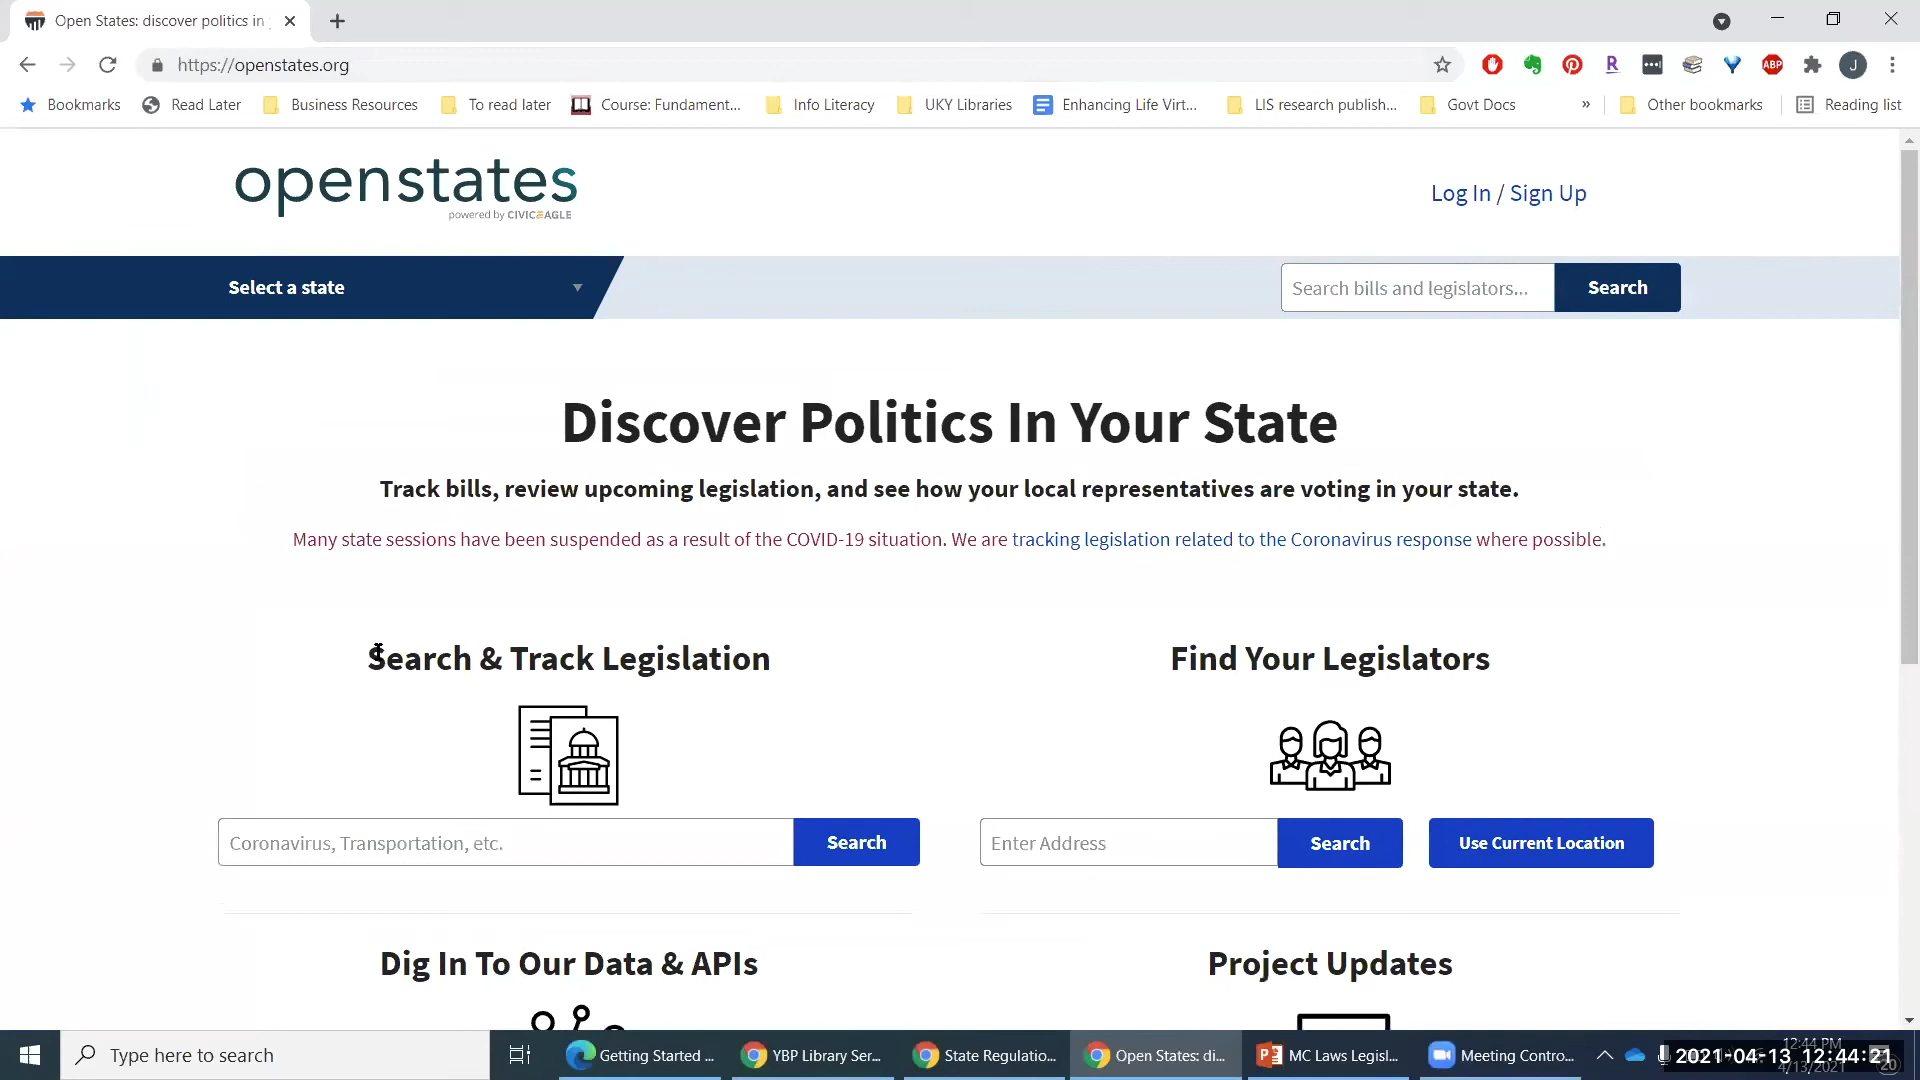 Open States: discover politics in
https://openstates.org
ABP
J
Bookmarks Read Later Business Resources To read later Course: Fundament... Info Literacy UKY Libraries Enhancing Life Virt... LIS research publish... Govt Docs » Other bookmarks Reading list
openstates
powered by CIVICEAGLE
Log In / Sign Up
Select a state
Search bills and legislators... Search
Discover Politics In Your State
Track bills, review upcoming legislation, and see how your local representatives are voting in your state.
Many state sessions have been suspended as a result of the COVID-19 situation. We are tracking legislation related to the Coronavirus response where possible.
Search & Track Legislation
Find Your Legislators
Coronavirus, Transportation, etc. Search
Enter Address Search Use Current Location
Dig In To Our Data & APIs
Project Updates
Type here to search
Getting Started ... YBP Library Ser... State Regulatio... Open States: di... MC Laws Legisl... Meeting Contro...
12:44 PM
2021-04-13 12:44:21
4/13/2021
20